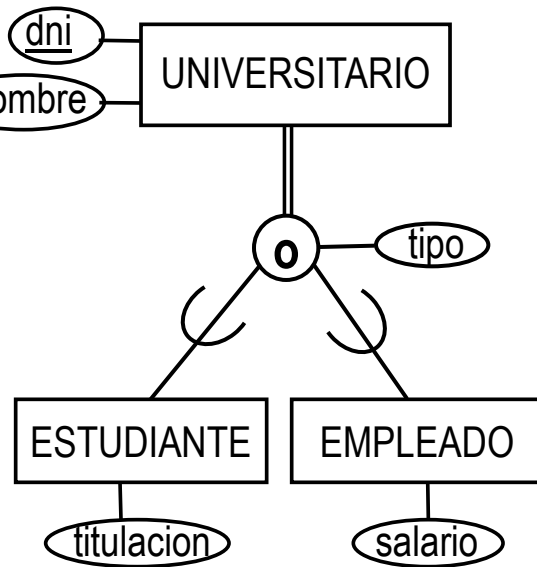 dni
UNIVERSITARIO
ombre
o
tipo
ESTUDIANTE
EMPLEADO
titulacion
salario